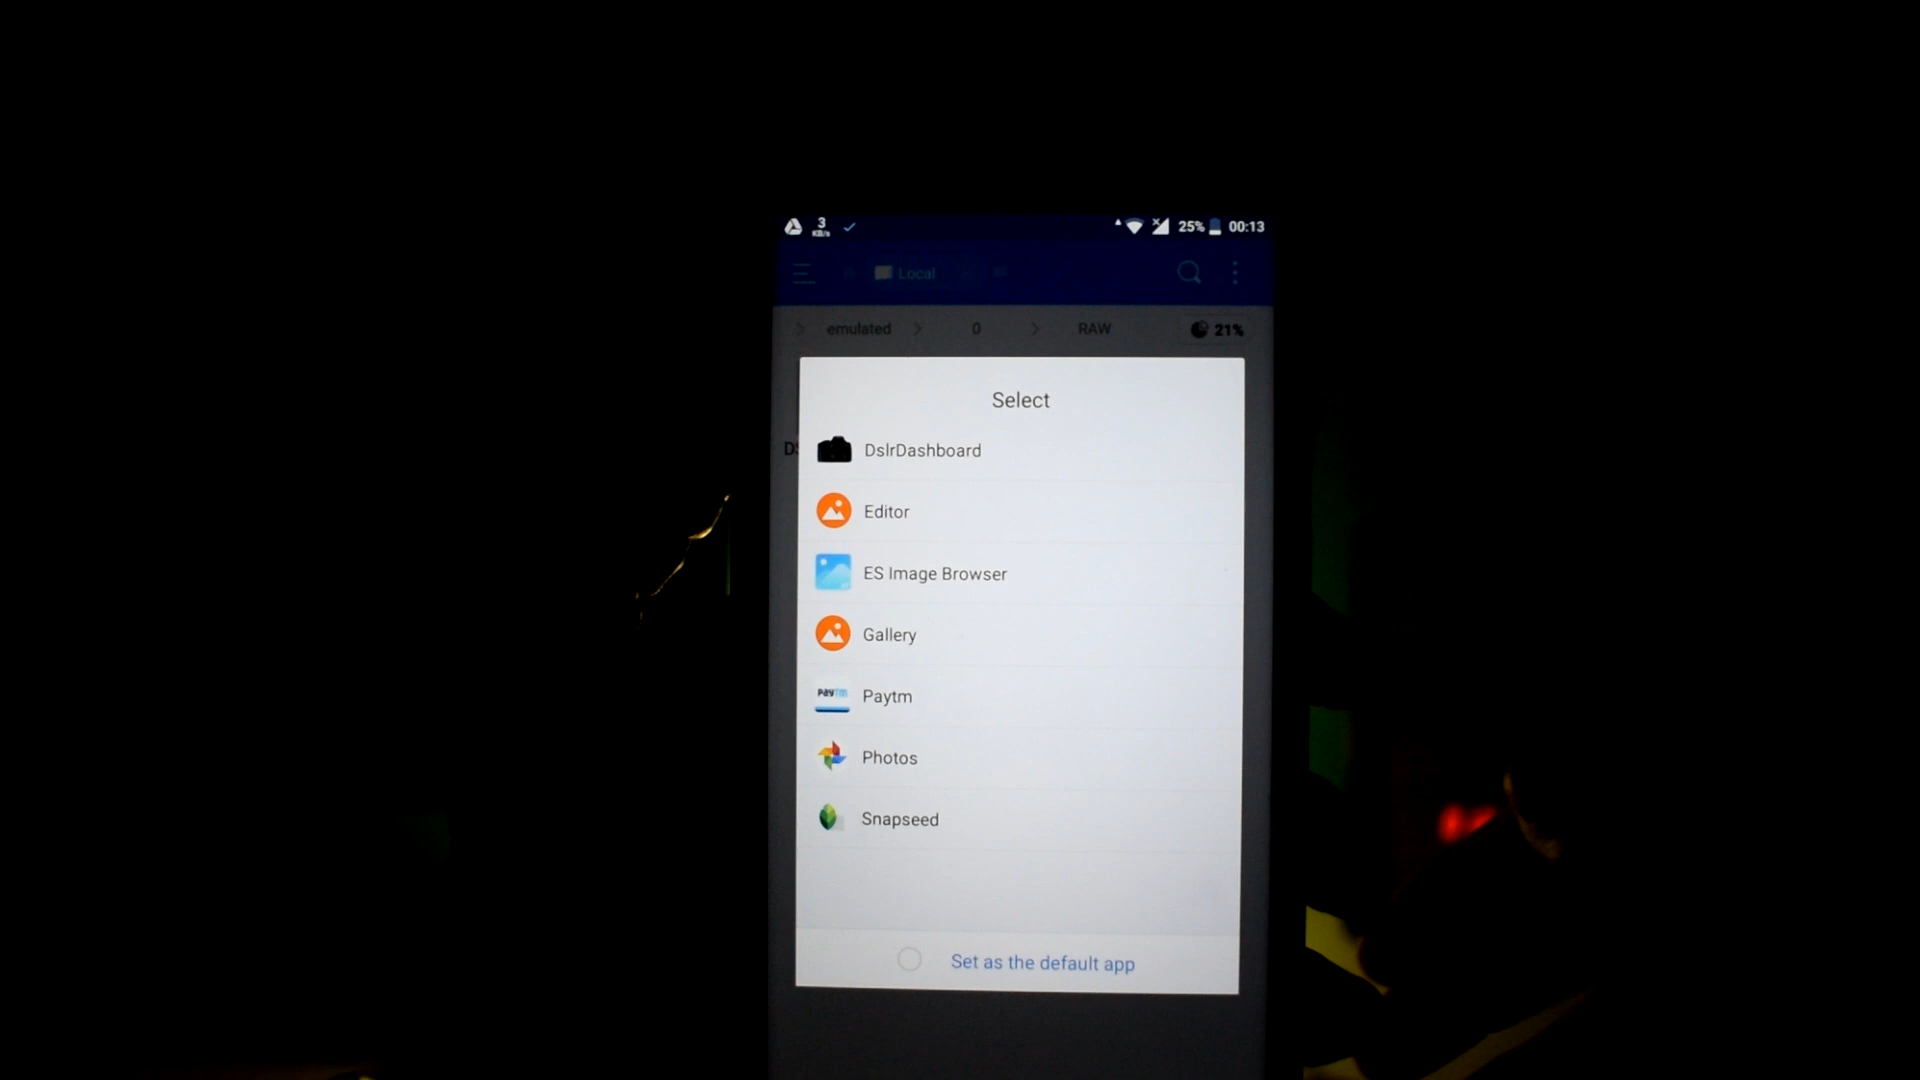 3
KB/s
25% 00:13
Local
emulated 0 RAW 21%
Select
DslrDashboard
Editor
ES Image Browser
Gallery
Paytm
Paytm
Photos
Snapseed
Set as the default app